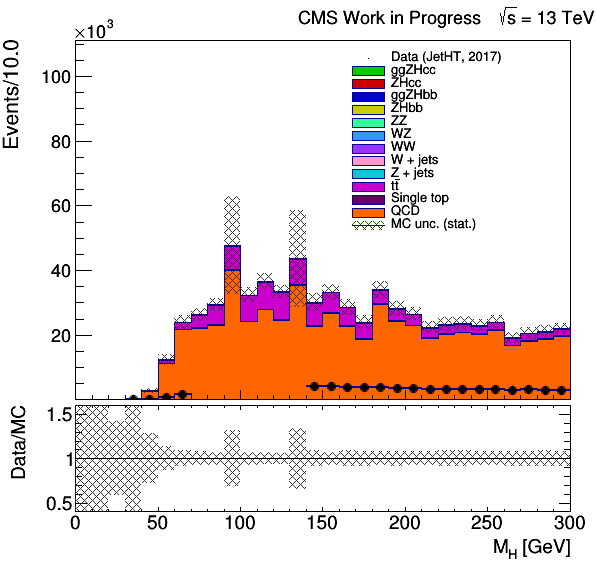 CMS Work in Progress √s = 13 TeV
×10³
Events/10.0
100
80
60
40
20
Data (JetHT, 2017)
ggZHcc
ZHcc
ggZHbb
ZHbb
ZZ
WZ
WW
W + jets
Z + jets
tt̄
Single top
QCD
MC unc. (stat.)
Data/MC
1.5
1
0.5
0 50 100 150 200 250 300
M_H [GeV]